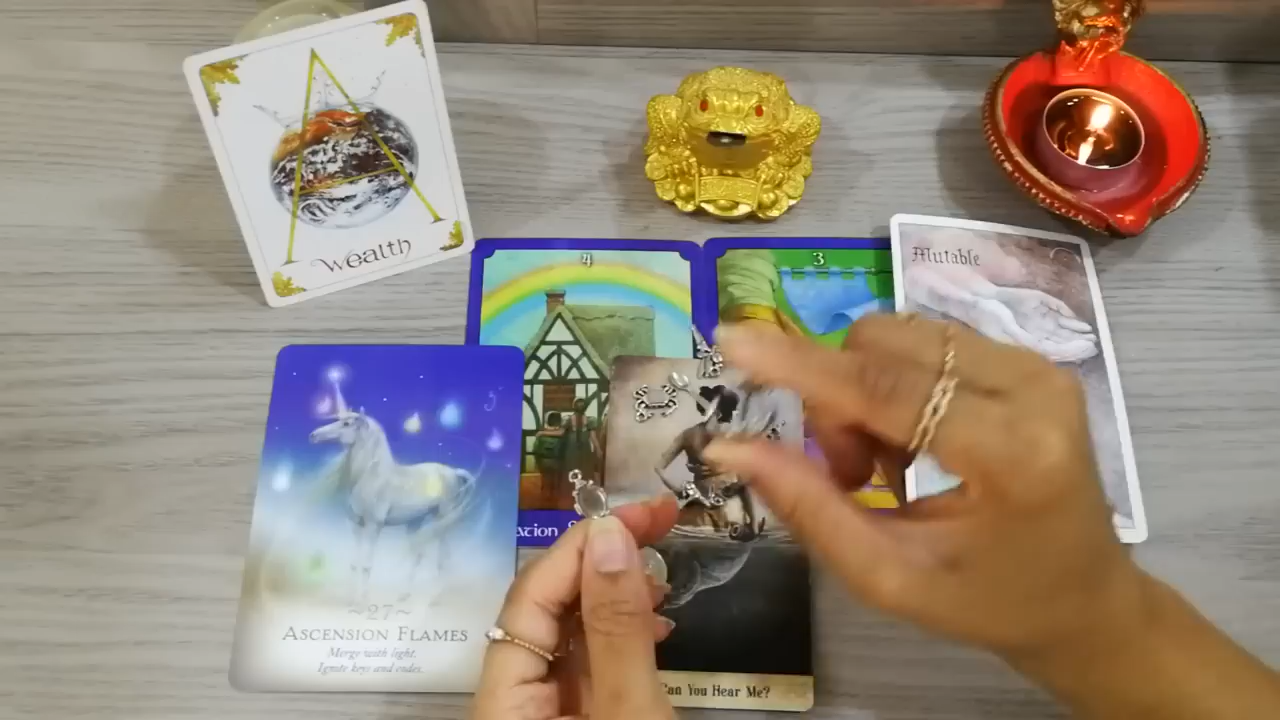 Wealth
4
3
Mutable
~27~
ASCENSION FLAMES
Merge with light.
Ignite keys and codes.
Can You Hear Me?